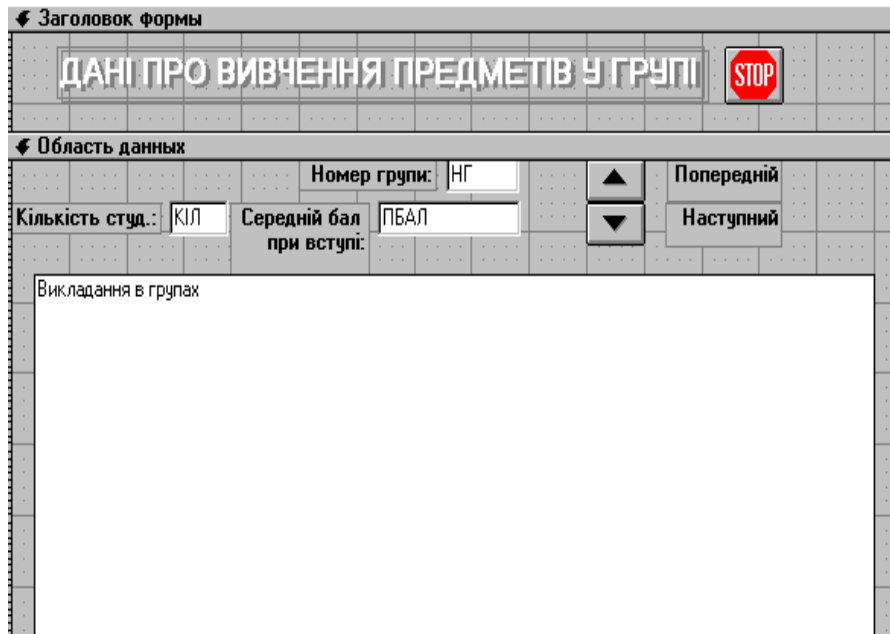 Заголовок формы
ДАНІ ПРО ВИВЧЕННЯ ПРЕДМЕТІВ У ГРУПІ STOP
Область данных
Номер групи: НГ Попередній
Кількість студ.: КІЛ Середній бал при вступі: ПБАЛ Наступний
Викладання в групах